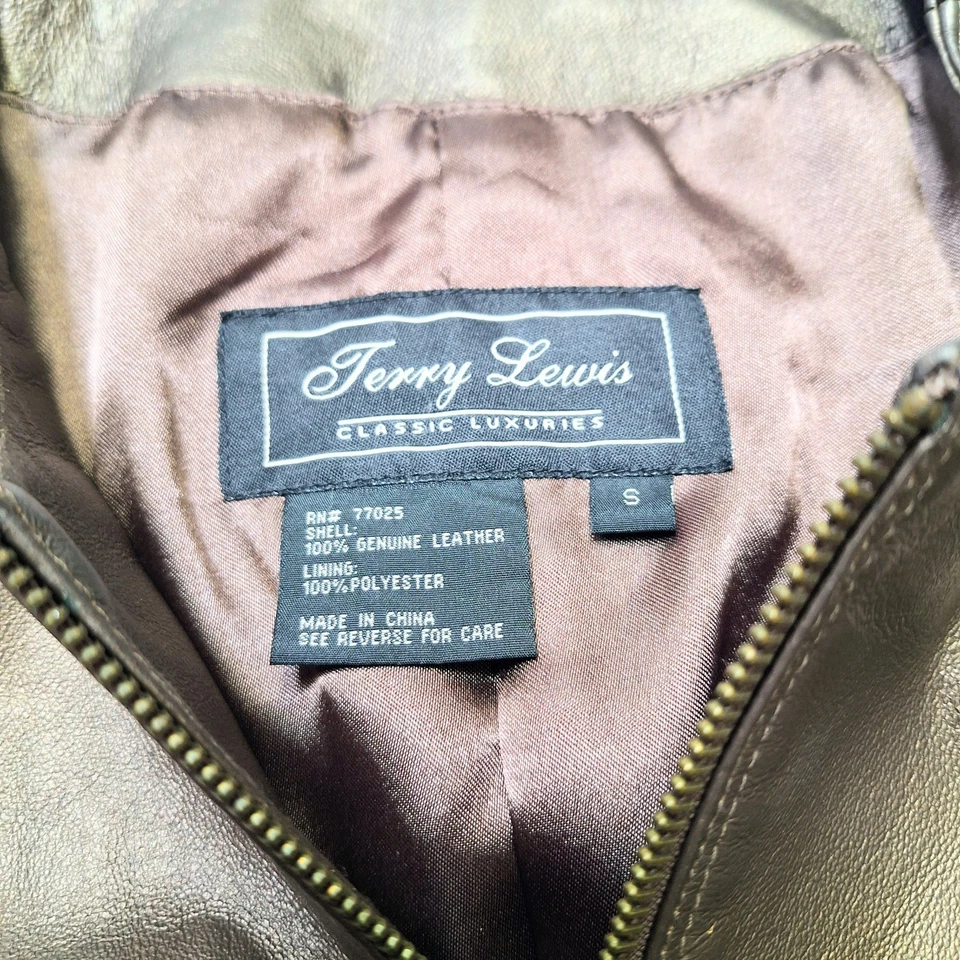 Terry Lewis
CLASSIC LUXURIES
S
RN# 77025
SHELL:
100% GENUINE LEATHER
LINING:
100%POLYESTER
MADE IN CHINA
SEE REVERSE FOR CARE